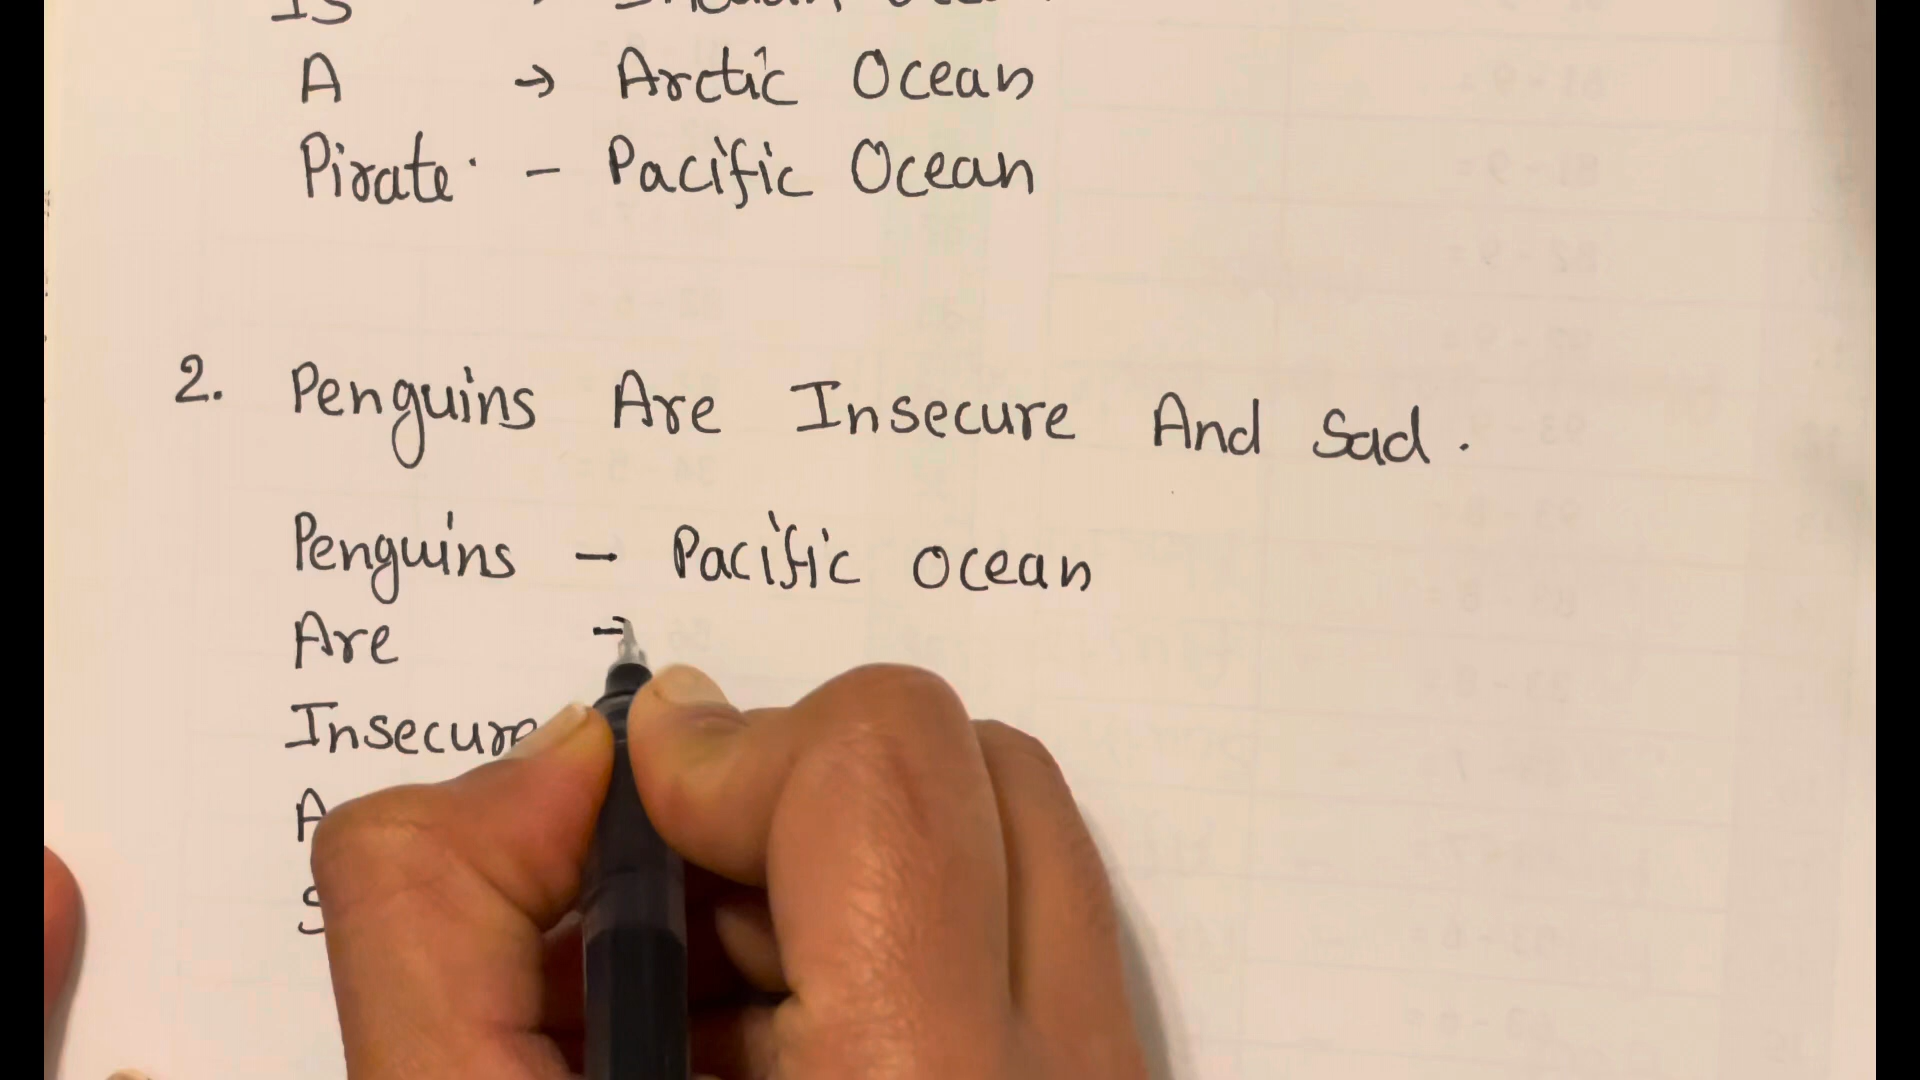 A → Arctic Ocean
Pirate. - Pacific Ocean
2. Penguins Are Insecure And Sad.
Penguins - Pacific ocean
Are -
Insecure
A
S